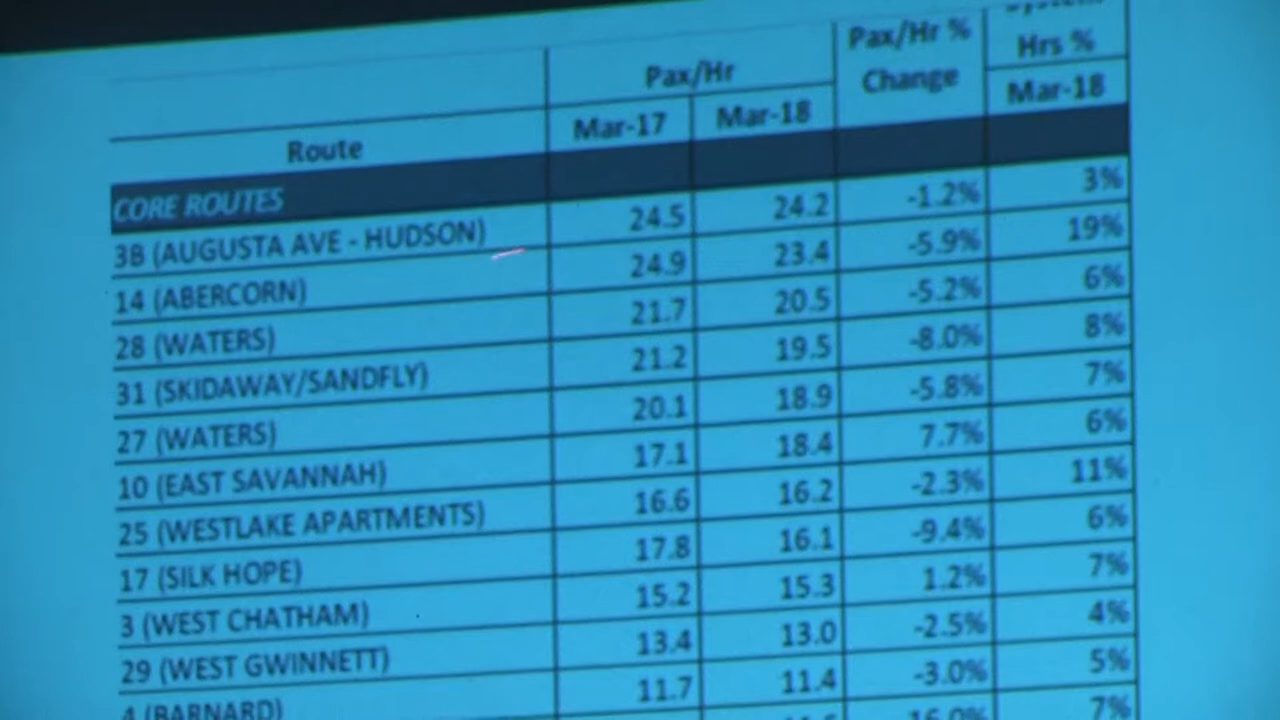 Pax/Hr
Pax/Hr %
Change
Hrs %
Route
Mar-17
Mar-18
Mar-18
CORE ROUTES
3B (AUGUSTA AVE - HUDSON) 24.5 24.2 -1.2% 3%
14 (ABERCORN) 24.9 23.4 -5.9% 19%
28 (WATERS) 21.7 20.5 -5.2% 6%
31 (SKIDAWAY/SANDFLY) 21.2 19.5 -8.0% 8%
27 (WATERS) 20.1 18.9 -5.8% 7%
10 (EAST SAVANNAH) 17.1 18.4 7.7% 6%
25 (WESTLAKE APARTMENTS) 16.6 16.2 -2.3% 11%
17 (SILK HOPE) 17.8 16.1 -9.4% 6%
3 (WEST CHATHAM) 15.2 15.3 1.2% 7%
29 (WEST GWINNETT) 13.4 13.0 -2.5% 4%
4 (BARNARD) 11.7 11.4 -3.0% 5%
7%